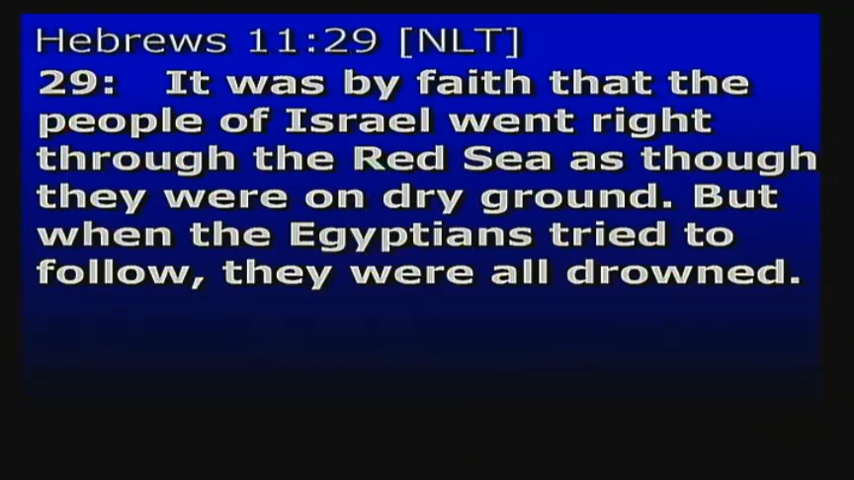 Hebrews 11:29 [NLT]
29: It was by faith that the
people of Israel went right
through the Red Sea as though
they were on dry ground. But
when the Egyptians tried to
follow, they were all drowned.